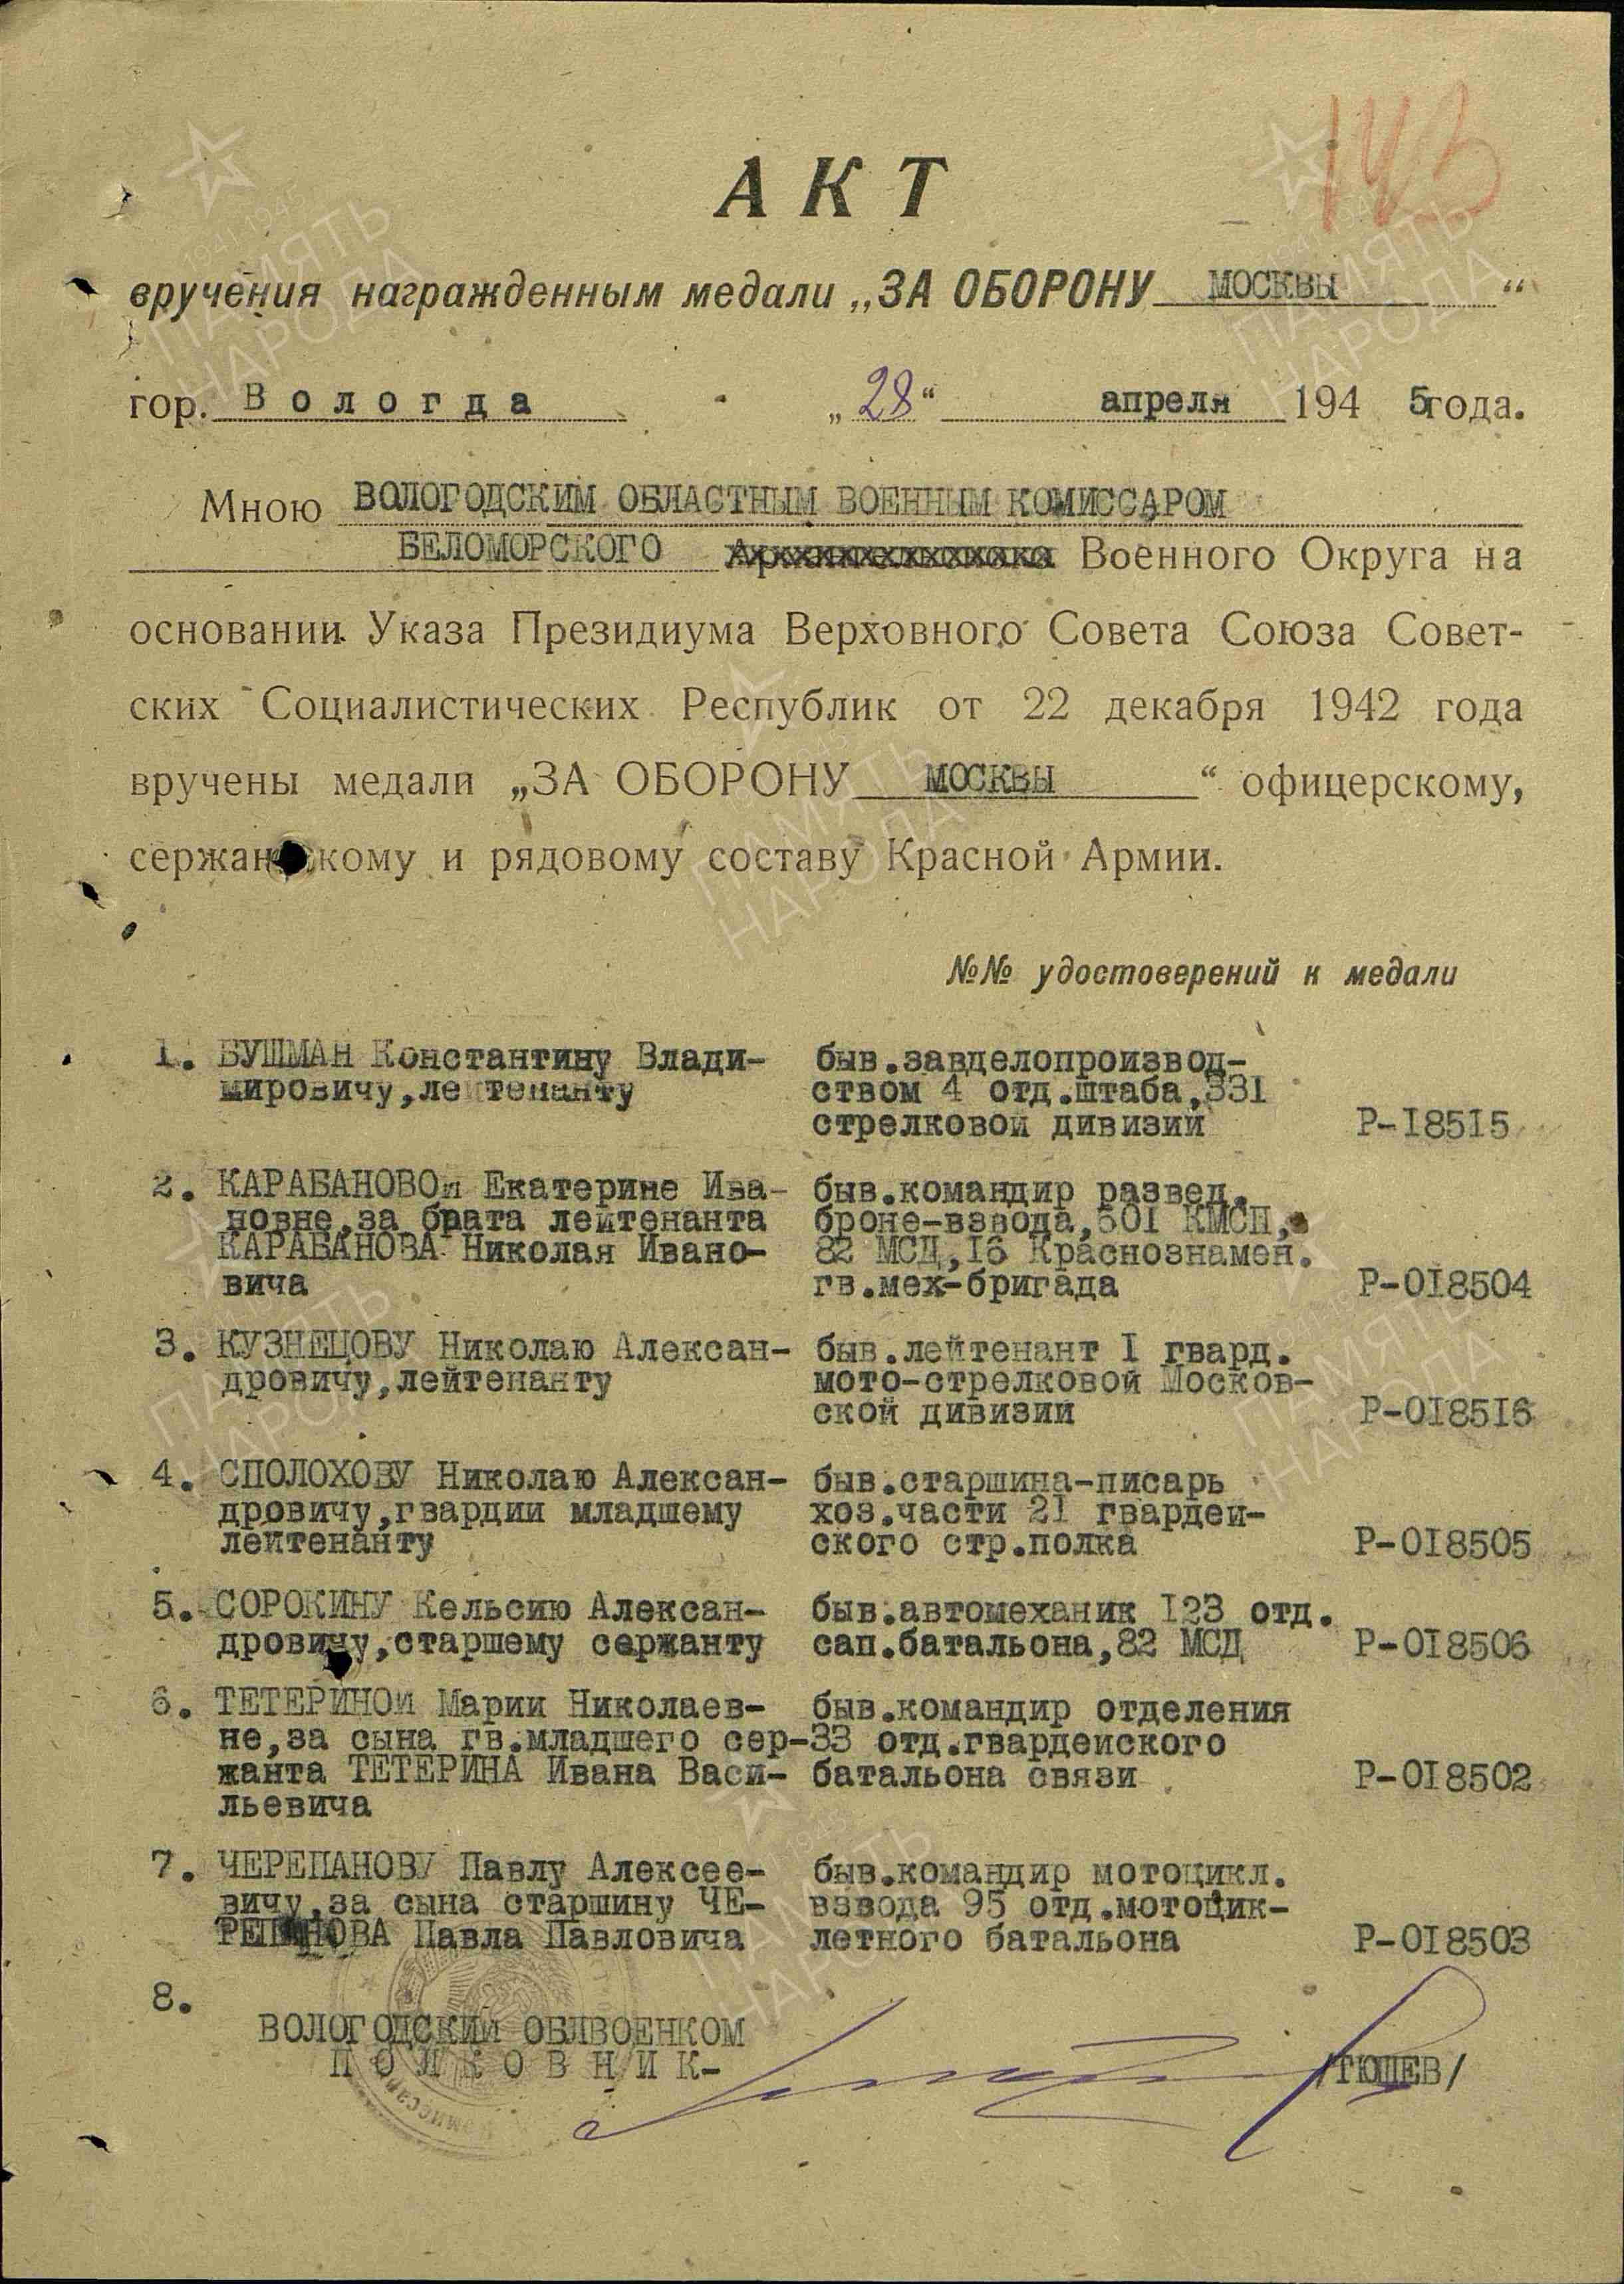 143
АКТ
вручения награжденным медали „ЗА ОБОРОНУ МОСКВЫ“
гор. Вологда „28“ апреля 1945года.
Мною ВОЛОГОДСКИМ ОБЛАСТНЫМ ВОЕННЫМ КОМИССАРОМ
БЕЛОМОРСКОГО Военного Округа на
основании Указа Президиума Верховного Совета Союза Совет-
ских Социалистических Республик от 22 декабря 1942 года
вручены медали „ЗА ОБОРОНУ МОСКВЫ“ офицерскому,
сержантскому и рядовому составу Красной Армии.
№№ удостоверений к медали
1. БУШМАН Константину Влади- быв.завделопроизвод-
мировичу,лейтенанту ством 4 отд.штаба,331
стрелковой дивизии Р-18515
2. КАРАБАНОВОЙ Екатерине Ива- быв.командир развед.
новне,за брата лейтенанта броне-взвода,601 КМСП,
КАРАБАНОВА Николая Ивано- 82 МСД,16 Краснознамен.
вича гв.мех-бригада Р-018504
3. КУЗНЕЦОВУ Николаю Алексан- быв.лейтенант I гвард.
дровичу,лейтенанту мото-стрелковой Москов-
ской дивизии Р-018516
4. СПОЛОХОВУ Николаю Алексан- быв.старшина-писарь
дровичу,гвардии младшему хоз.части 21 гвардей-
лейтенанту ского стр.полка Р-018505
5. СОРОКИНУ Кельсию Алексан- быв.автомеханик 123 отд.
дровичу,старшему сержанту сап.батальона,82 МСД Р-018506
6. ТЕТЕРИНОЙ Марии Николаев- быв.командир отделения
не,за сына гв.младшего сер-33 отд.гвардейского
жанта ТЕТЕРИНА Ивана Васи- батальона связи Р-018502
льевича
7. ЧЕРЕПАНОВУ Павлу Алексее- быв.командир мотоцикл.
вичу,за сына старшину ЧЕ- взвода 95 отд.мотоцик-
РЕПАНОВА Павла Павловича летного батальона Р-018503
8.
ВОЛОГОДСКИЙ ОБЛВОЕНКОМ
ПОЛКОВНИК- /ТЮШЕВ/
1941 1945
ПАМЯТЬ
НАРОДА